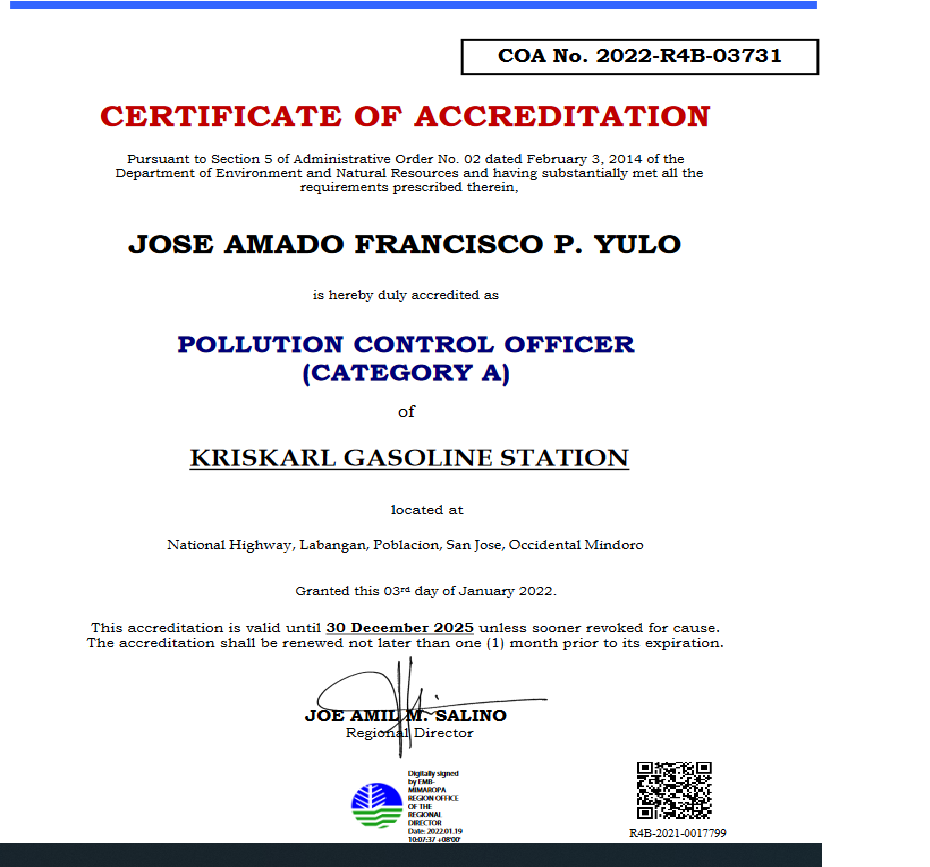 COA No. 2022-R4B-03731
CERTIFICATE OF ACCREDITATION
Pursuant to Section 5 of Administrative Order No. 02 dated February 3, 2014 of the
Department of Environment and Natural Resources and having substantially met all the
requirements prescribed therein,
JOSE AMADO FRANCISCO P. YULO
is hereby duly accredited as
POLLUTION CONTROL OFFICER
(CATEGORY A)
of
KRISKARL GASOLINE STATION
located at
National Highway, Labangan, Poblacion, San Jose, Occidental Mindoro
Granted this 03rd day of January 2022.
This accreditation is valid until 30 December 2025 unless sooner revoked for cause.
The accreditation shall be renewed not later than one (1) month prior to its expiration.
JOE AMIL M. SALINO
Regional Director
Digitally signed
by EMB-
MIMAROPA
REGION OFFICE
OF THE
REGIONAL
DIRECTOR
Date: 2022.01.19
10:07:37 +08'00'
R4B-2021-0017799